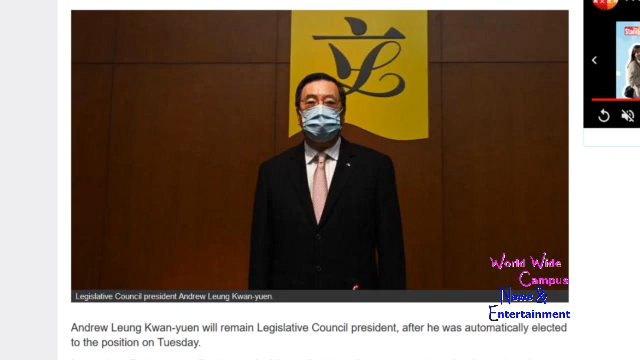 立
Legislative Council president Andrew Leung Kwan-yuen.
World Wide
Campus
News &
Entertainment
Andrew Leung Kwan-yuen will remain Legislative Council president, after he was automatically elected
to the position on Tuesday.